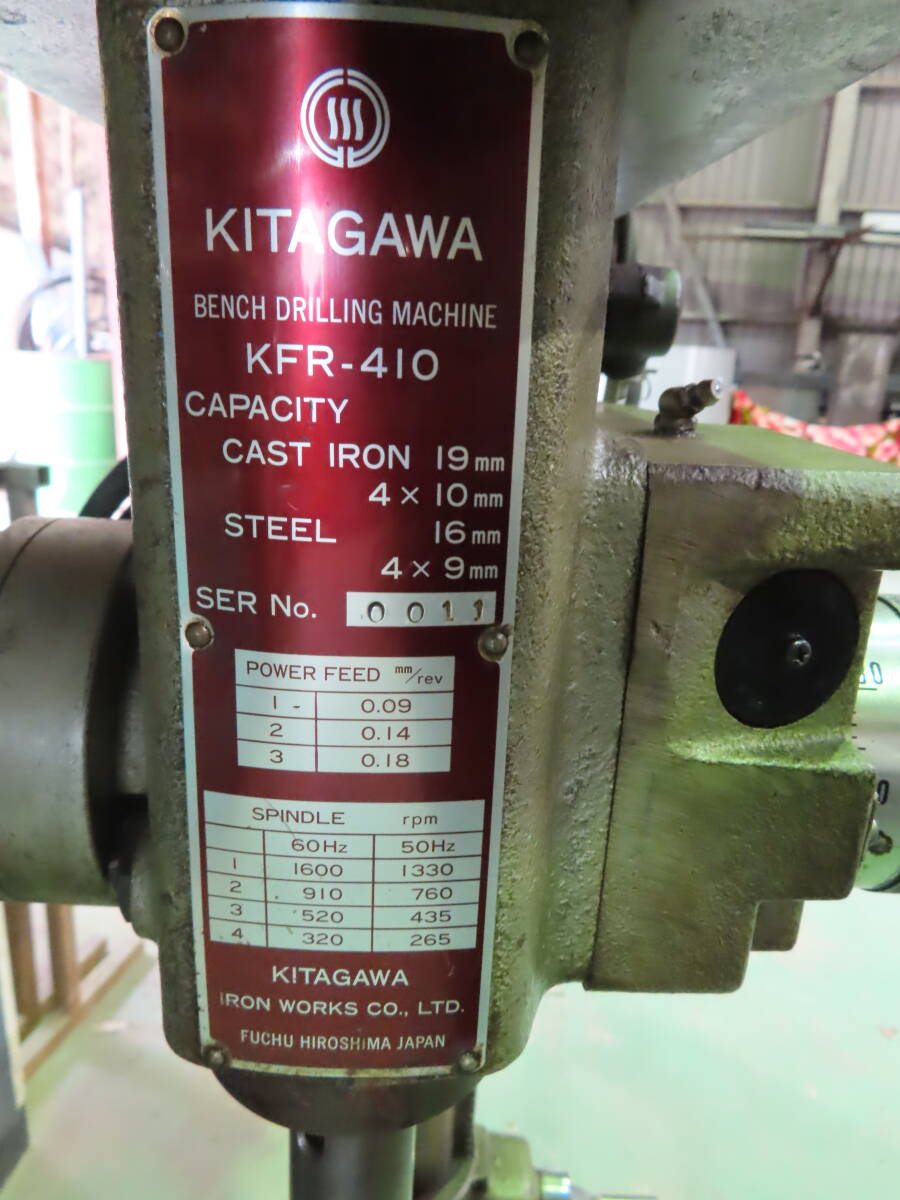 KITAGAWA
BENCH DRILLING MACHINE
KFR-410
CAPACITY
CAST IRON 19mm
4×10mm
STEEL 16mm
4×9mm
SER No. 0011
POWER FEED mm/rev
1 0.09
2 0.14
3 0.18
SPINDLE rpm
60Hz 50Hz
1 1600 1330
2 910 760
3 520 435
4 320 265
KITAGAWA
IRON WORKS CO., LTD.
FUCHU HIROSHIMA JAPAN